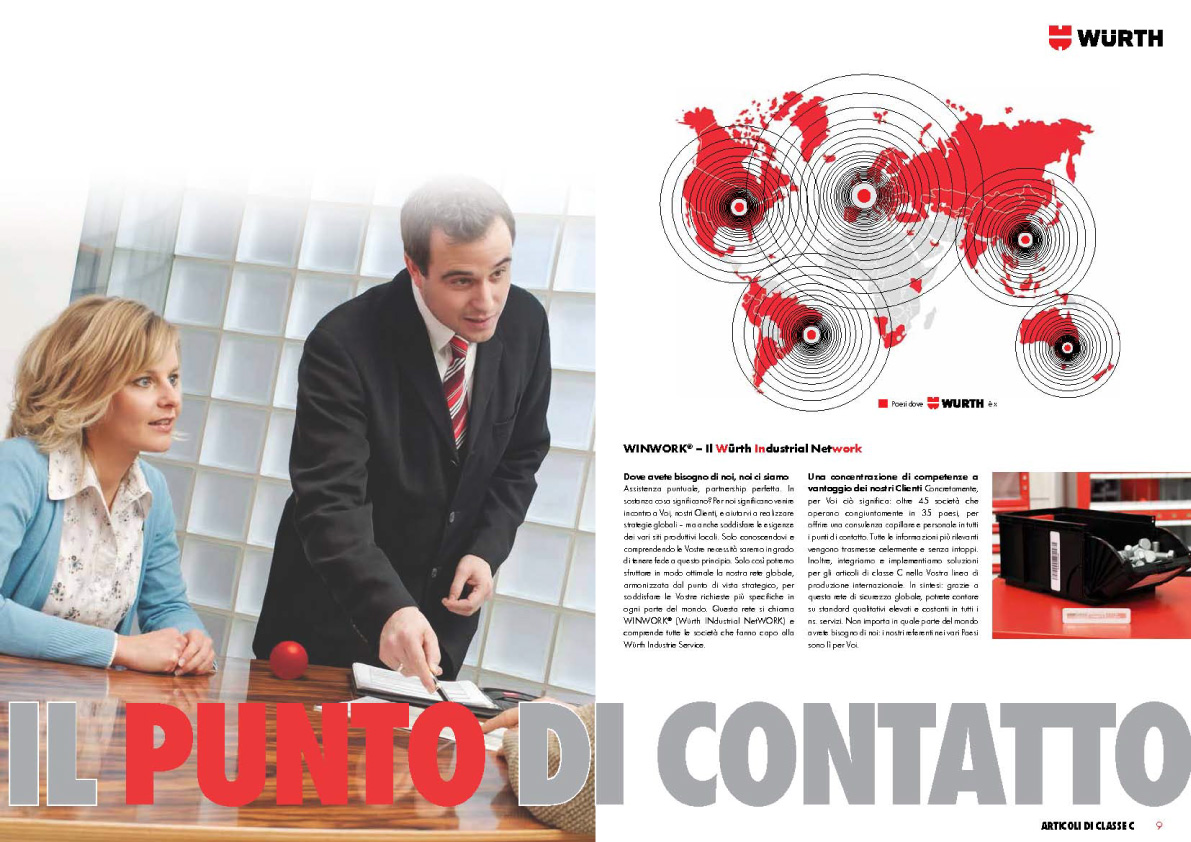 WÜRTH
Paesi dove WÜRTH è x
WINWORK® – Il Würth Industrial Network
Dove avete bisogno di noi, noi ci siamo
Assistenza puntuale, partnership perfetta. In
sostanza cosa significano? Per noi significano venire
incontro a Voi, nostri Clienti, e aiutarvi a realizzare
strategie globali – ma anche soddisfare le esigenze
dei vari siti produttivi locali. Solo conoscendovi e
comprendendo le Vostre necessità saremo in grado
di tenere fede a questo principio. Solo così potremo
sfruttare in modo ottimale la nostra rete globale,
armonizzata dal punto di vista strategico, per
soddisfare le Vostre richieste più specifiche in
ogni parte del mondo. Questa rete si chiama
WINWORK® (Würth INdustrial NetWORK) e
comprende tutte le società che fanno capo alla
Würth Industrie Service.
Una concentrazione di competenze a
vantaggio dei nostri Clienti Concretamente,
per Voi ciò significa: oltre 45 società che
operano congiuntamente in 35 paesi, per
offrire una consulenza capillare e personale in tutti
i punti di contatto. Tutte le informazioni più rilevanti
vengono trasmesse celermente e senza intoppi.
Inoltre, integriamo e implementiamo soluzioni
per gli articoli di classe C nella Vostra linea di
produzione internazionale. In sintesi: grazie a
questa rete di sicurezza globale, potrete contare
su standard qualitativi elevati e costanti in tutti i
ns. servizi. Non importa in quale parte del mondo
avrete bisogno di noi: i nostri referenti nei vari Paesi
sono lì per Voi.
IL PUNTO DI CONTATTO
ARTICOLI DI CLASSE C 9